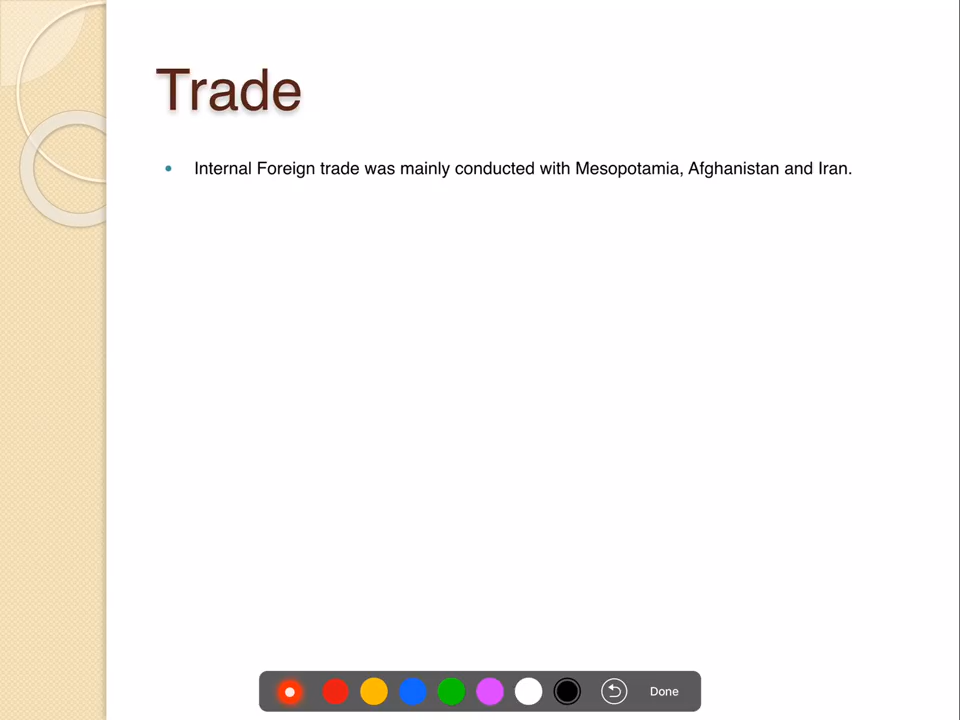 Trade
• Internal Foreign trade was mainly conducted with Mesopotamia, Afghanistan and Iran.
Done